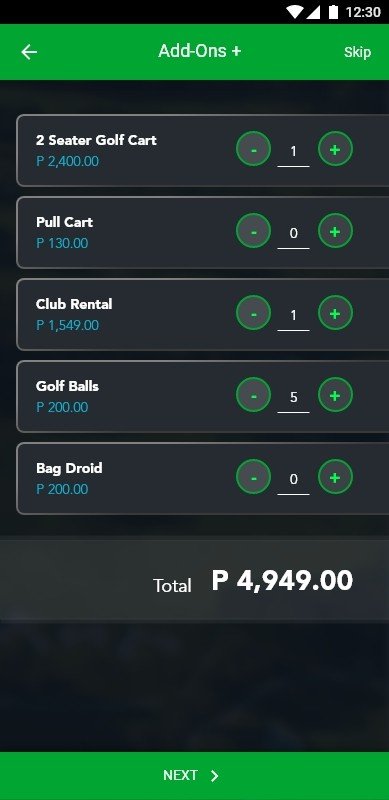 12:30
Add-Ons +
Skip
2 Seater Golf Cart
P 2,400.00
- 1 +
Pull Cart
P 130.00
- 0 +
Club Rental
P 1,549.00
- 1 +
Golf Balls
P 200.00
- 5 +
Bag Droid
P 200.00
- 0 +
Total P 4,949.00
NEXT >